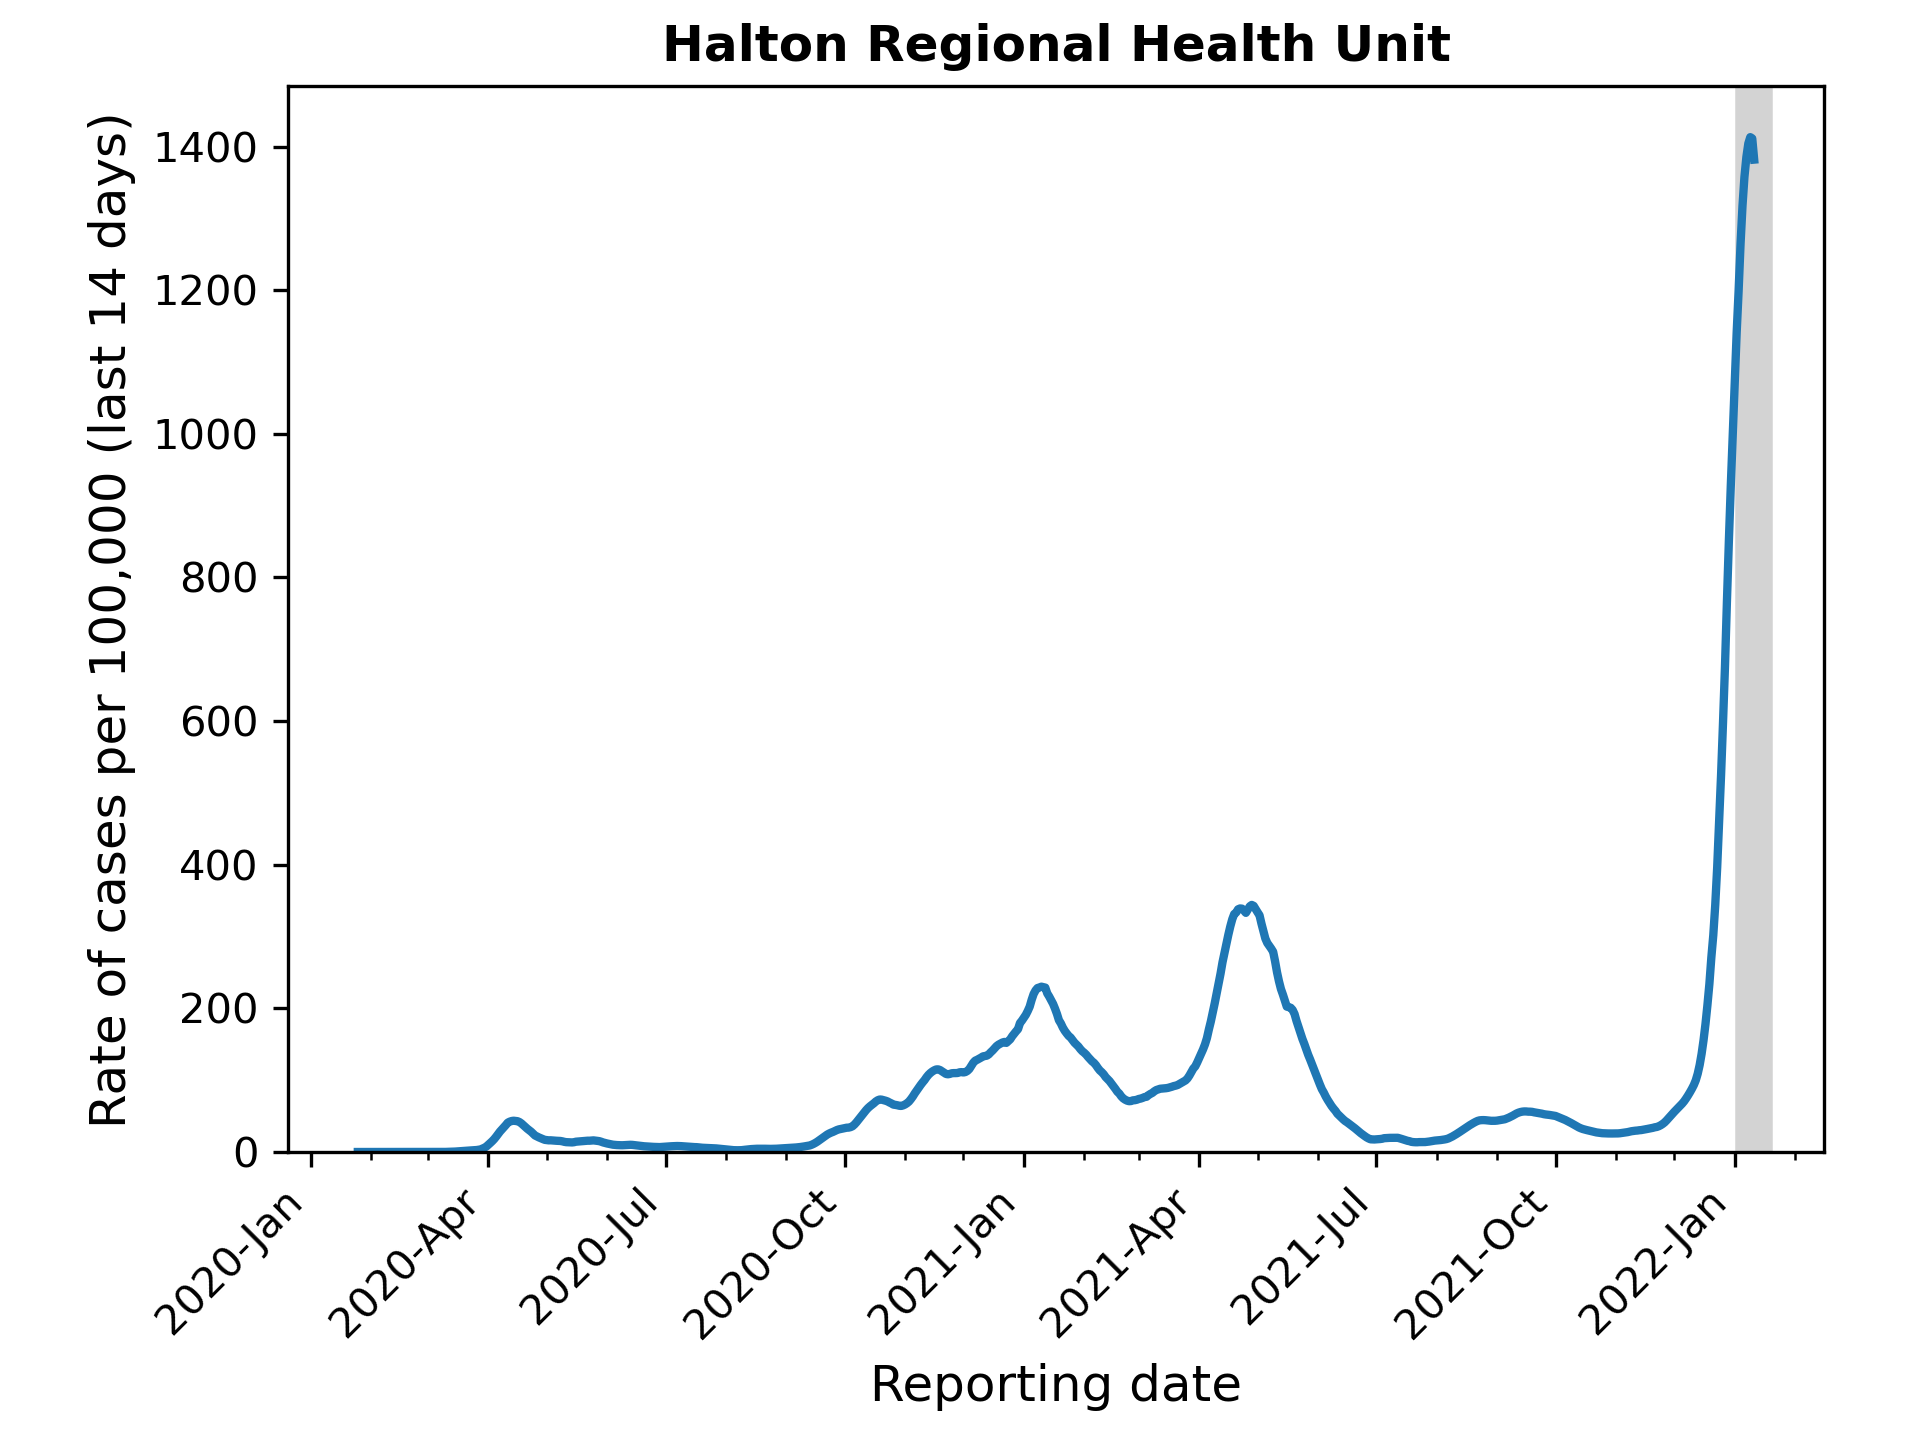 Halton Regional Health Unit
Rate of cases per 100,000 (last 14 days)
1400
1200
1000
800
600
400
200
0
2020-Jan
2020-Apr
2020-Jul
2020-Oct
2021-Jan
2021-Apr
2021-Jul
2021-Oct
2022-Jan
Reporting date